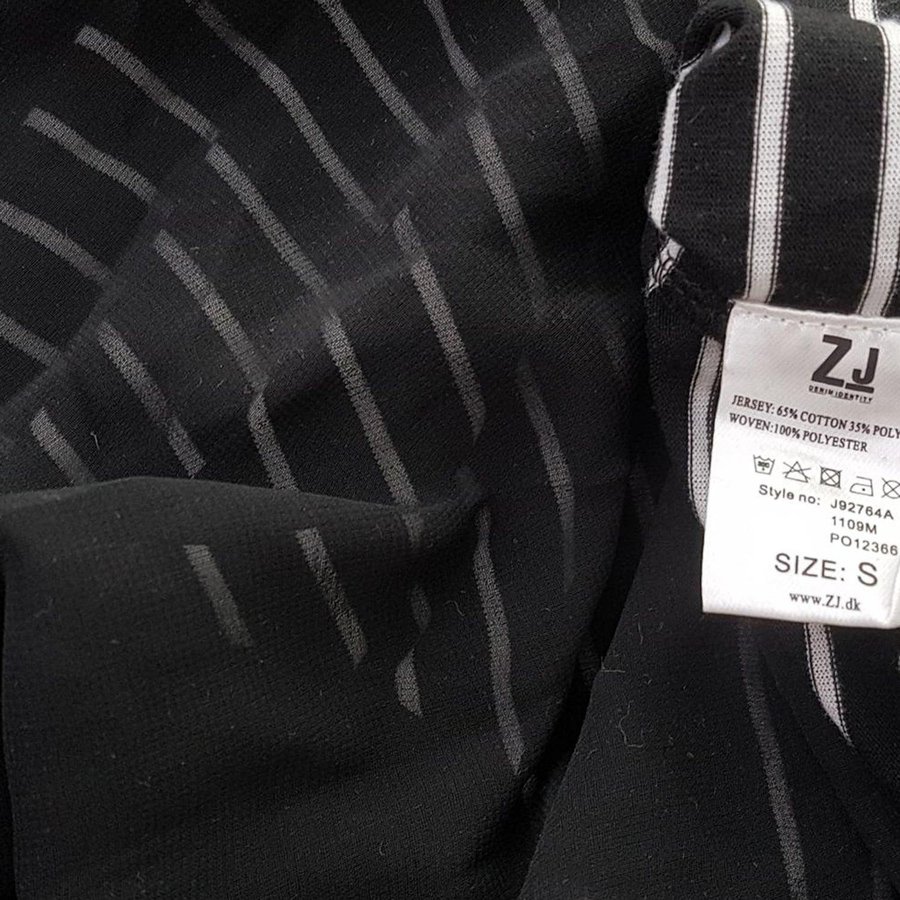 ZJ
DENIM IDENTITY
JERSEY: 65% COTTON 35% POLY
WOVEN:100% POLYESTER
Style no: J92764A
1109M
PO12366
SIZE: S
www.ZJ.dk